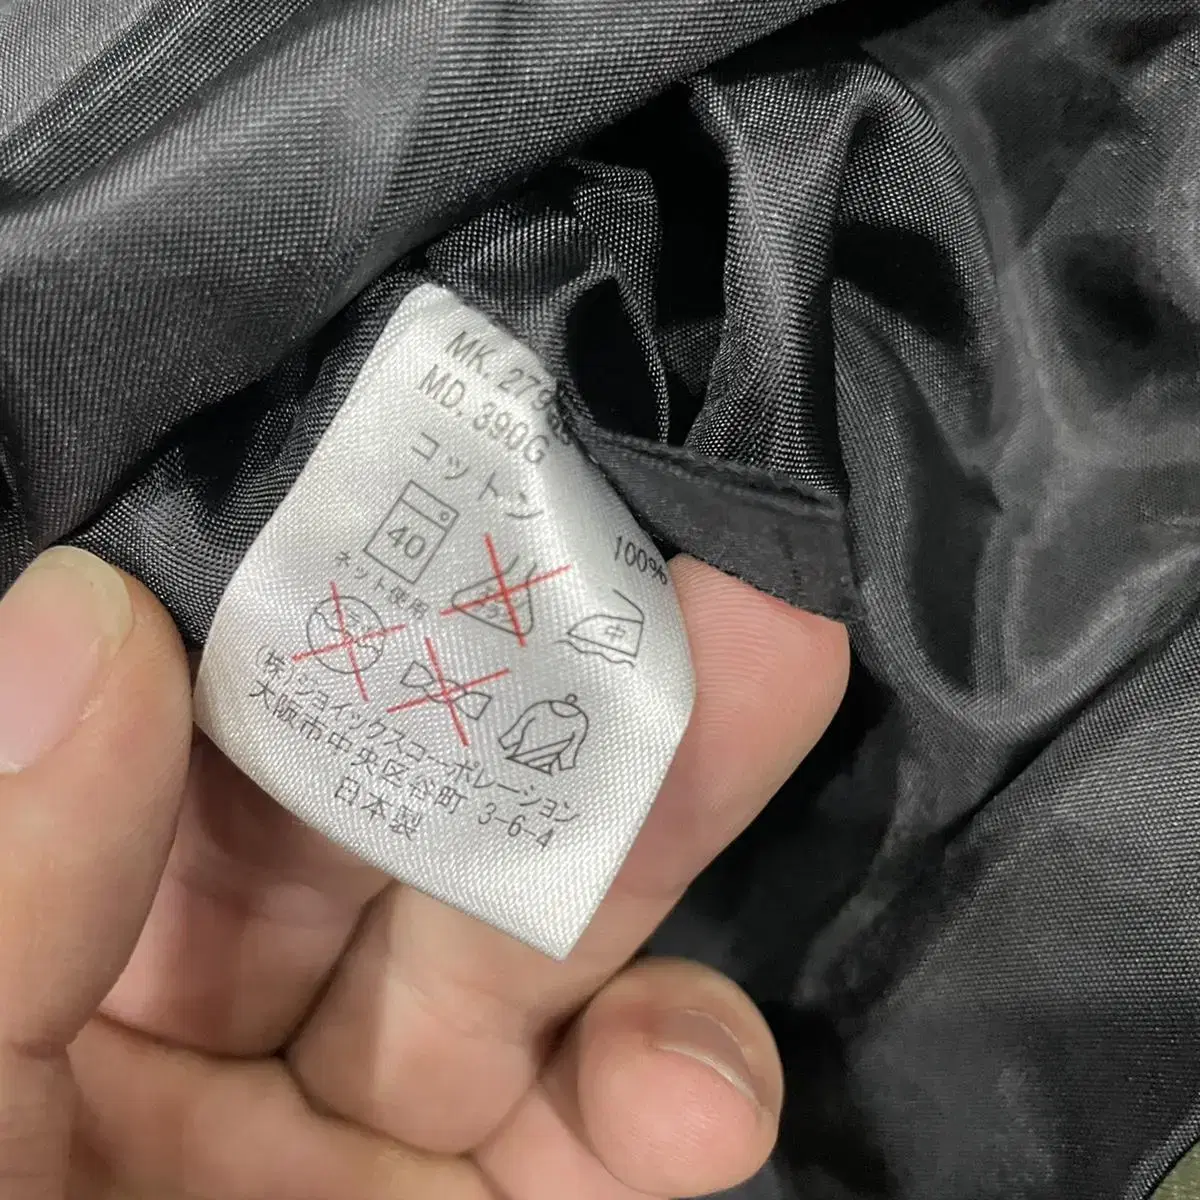 MK. 273
MD. 390G
コットン 100%
40
ネット使用
中
(株)ジョイックスコーポレーション
大阪市中央区谷町 3-6-4
日本製